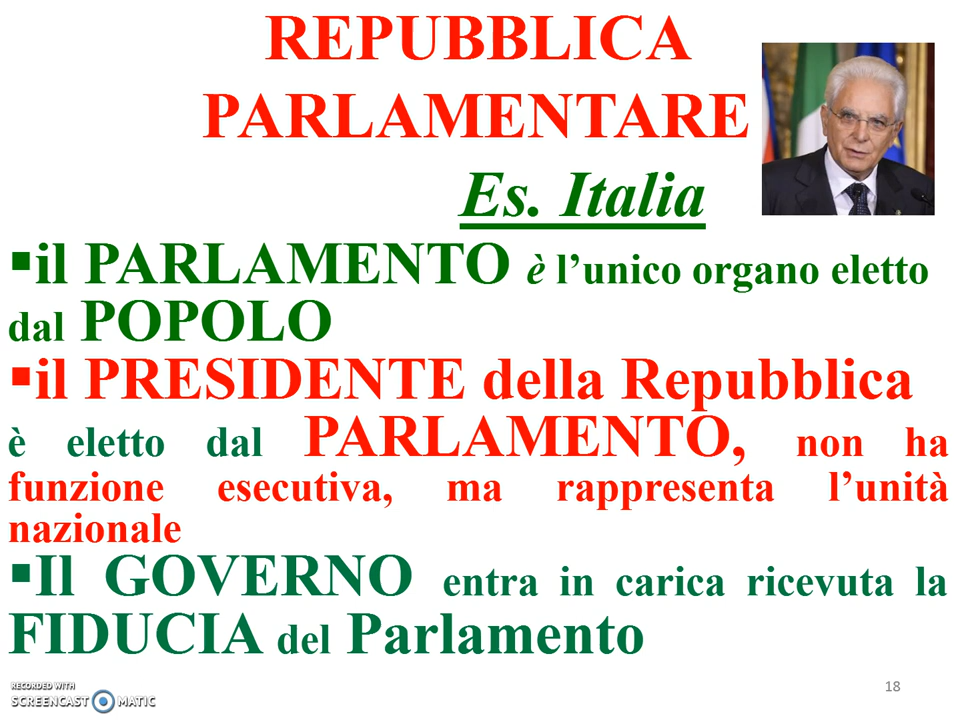 REPUBBLICA
PARLAMENTARE
Es. Italia
▪il PARLAMENTO è l’unico organo eletto
dal POPOLO
▪il PRESIDENTE della Repubblica
è eletto dal PARLAMENTO, non ha
funzione esecutiva, ma rappresenta l’unità
nazionale
▪Il GOVERNO entra in carica ricevuta la
FIDUCIA del Parlamento
RECORDED WITH
SCREENCAST MATIC
18